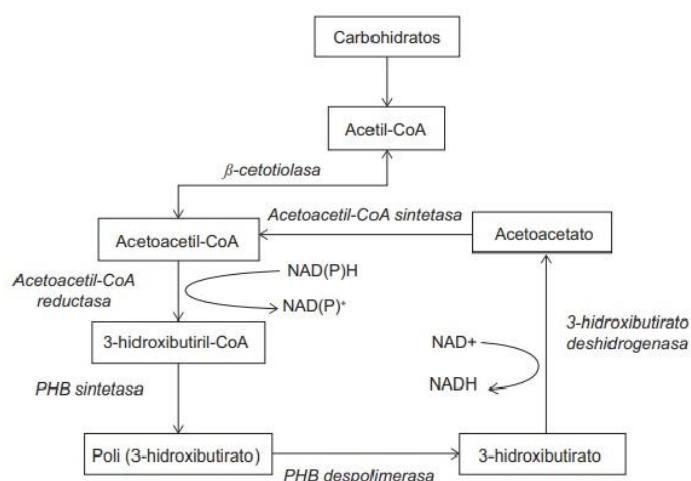 Carbohidratos
Acetil-CoA
β-cetotiolasa
Acetoacetil-CoA sintetasa
Acetoacetil-CoA
Acetoacetato
Acetoacetil-CoA
reductasa
NAD(P)H
NAD(P)⁺
3-hidroxibutirato
deshidrogenasa
3-hidroxibutiril-CoA
NAD+
NADH
PHB sintetasa
Poli (3-hidroxibutirato)
PHB despolimerasa
3-hidroxibutirato